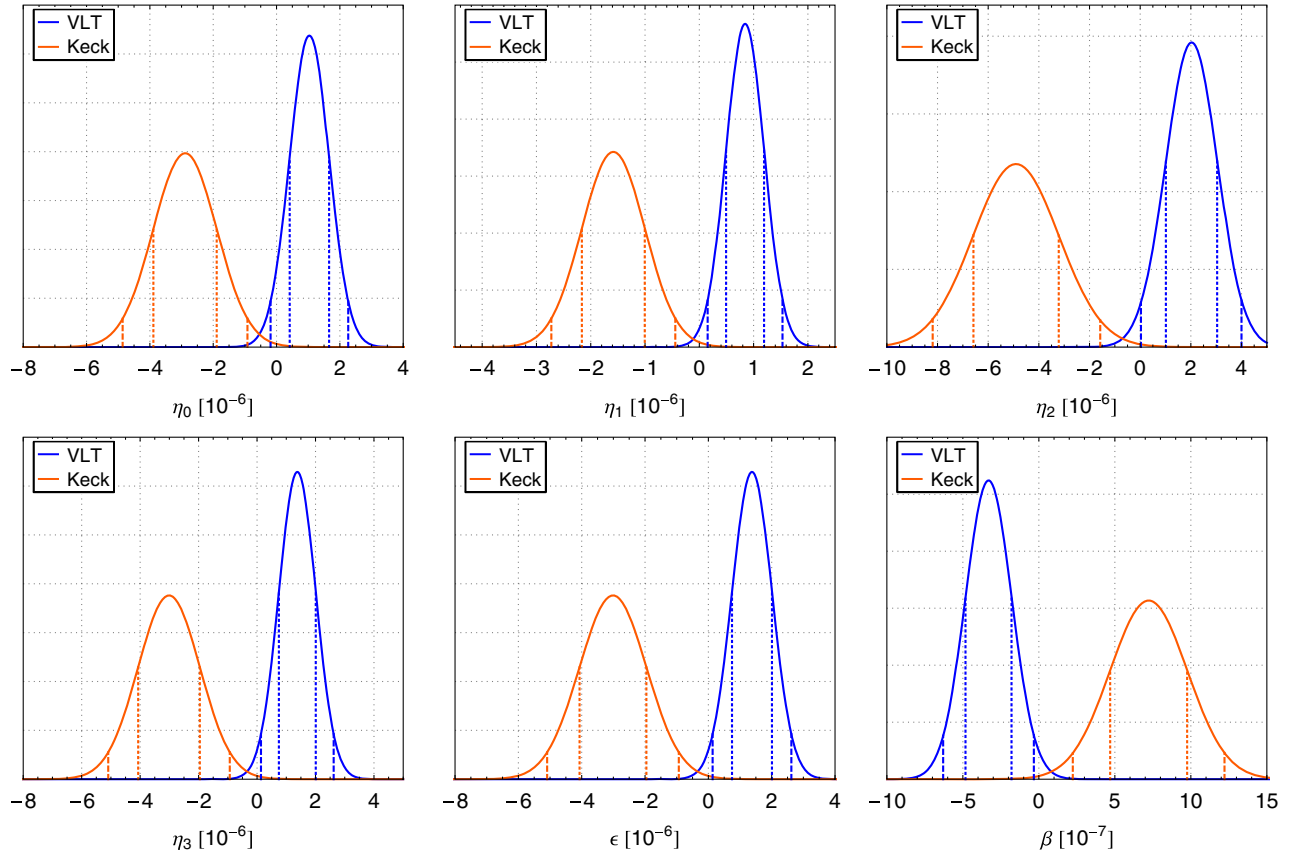 VLT
Keck
−8 −6 −4 −2 0 2 4
η0 [10-6]
VLT
Keck
−4 −3 −2 −1 0 1 2
η1 [10-6]
VLT
Keck
−10 −8 −6 −4 −2 0 2 4
η2 [10-6]
VLT
Keck
−8 −6 −4 −2 0 2 4
η3 [10-6]
VLT
Keck
−8 −6 −4 −2 0 2 4
ϵ [10-6]
VLT
Keck
−10 −5 0 5 10 15
β [10-7]